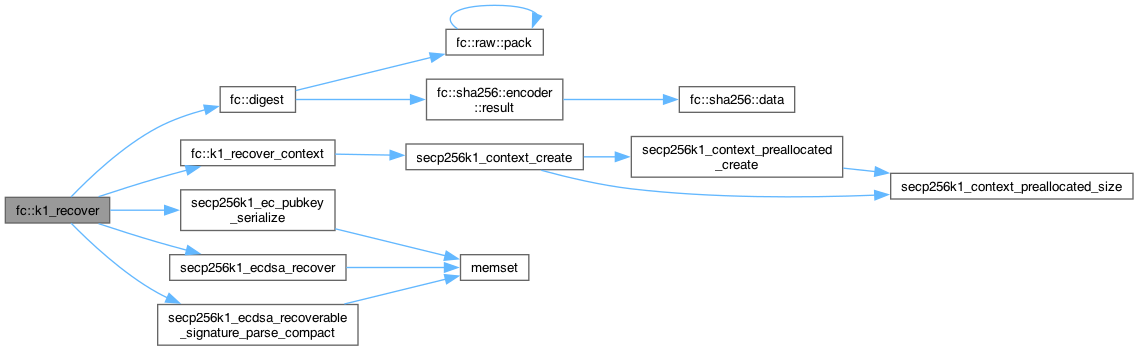 fc::raw::pack
fc::digest
fc::sha256::encoder
::result
fc::sha256::data
fc::k1_recover_context
secp256k1_context_create
secp256k1_context_preallocated
_create
secp256k1_context_preallocated_size
fc::k1_recover
secp256k1_ec_pubkey
_serialize
secp256k1_ecdsa_recover
memset
secp256k1_ecdsa_recoverable
_signature_parse_compact